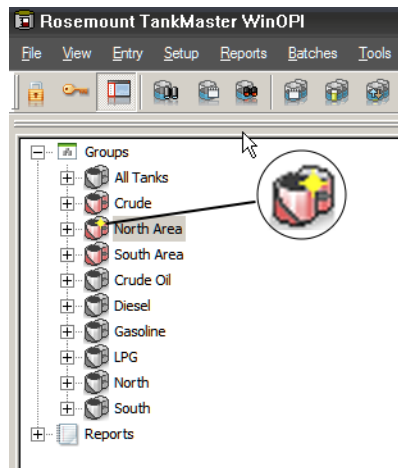 Rosemount TankMaster WinOPI
File View Entry Setup Reports Batches Tools
Groups
All Tanks
Crude
North Area
South Area
Crude Oil
Diesel
Gasoline
LPG
North
South
Reports